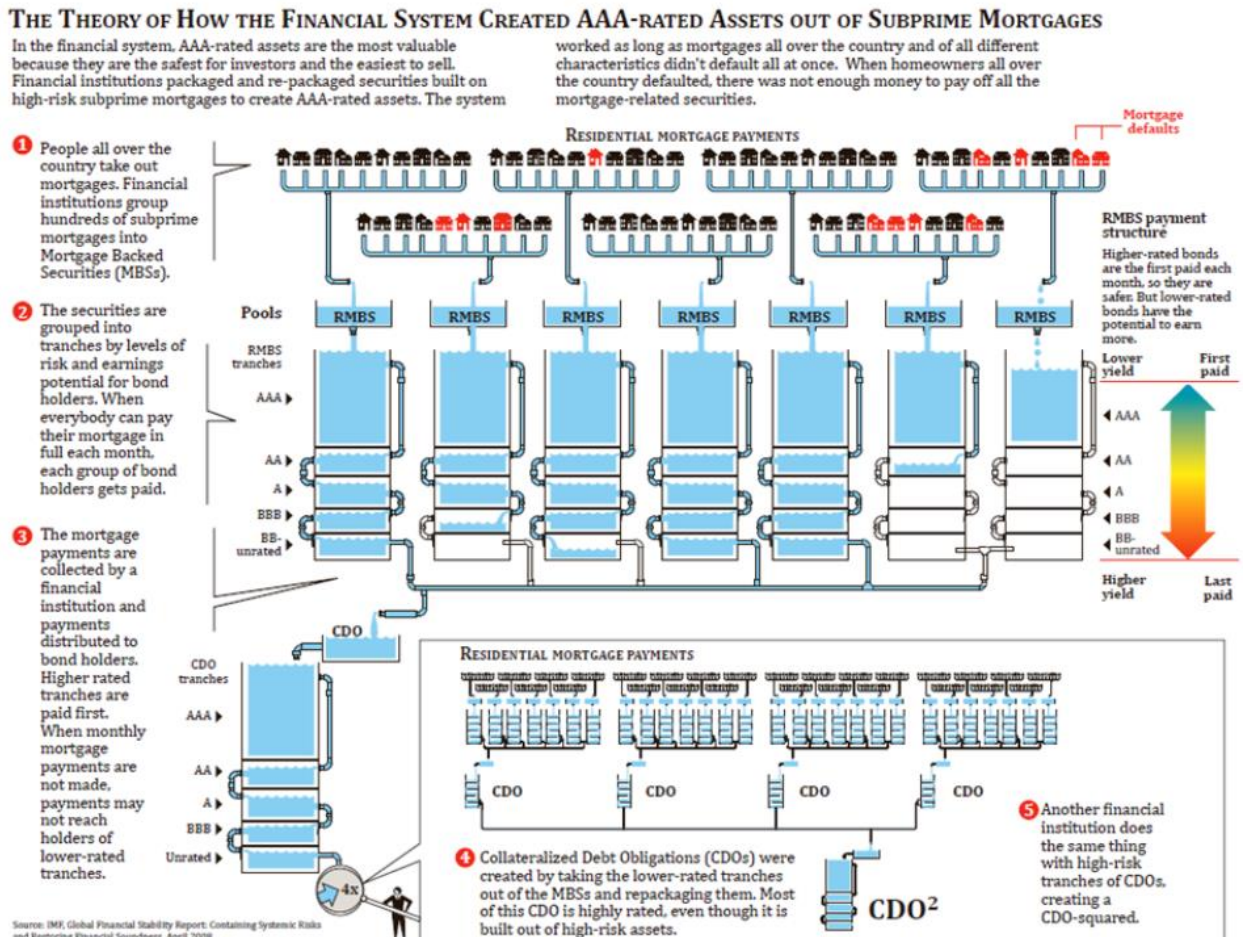 THE THEORY OF HOW THE FINANCIAL SYSTEM CREATED AAA-RATED ASSETS OUT OF SUBPRIME MORTGAGES
In the financial system, AAA-rated assets are the most valuable
because they are the safest for investors and the easiest to sell.
Financial institutions packaged and re-packaged securities built on
high-risk subprime mortgages to create AAA-rated assets. The system
worked as long as mortgages all over the country and of all different
characteristics didn't default all at once. When homeowners all over
the country defaulted, there was not enough money to pay off all the
mortgage-related securities.
1 People all over the
country take out
mortgages. Financial
institutions group
hundreds of subprime
mortgages into
Mortgage Backed
Securities (MBSs).
RESIDENTIAL MORTGAGE PAYMENTS
Mortgage
defaults
RMBS payment
structure
Higher-rated bonds
are the first paid each
month, so they are
safer. But lower-rated
bonds have the
potential to earn
more.
Lower
yield
First
paid
2 The securities are
grouped into
tranches by levels of
risk and earnings
potential for bond
holders. When
everybody can pay
their mortgage in
full each month,
each group of bond
holders gets paid.
Pools
RMBS RMBS RMBS RMBS RMBS RMBS RMBS
RMBS
tranches
AAA
AA
A
BBB
BB-
unrated
AAA
AA
A
BBB
BB-
unrated
Higher
yield
Last
paid
3 The mortgage
payments are
collected by a
financial
institution and
payments
distributed to
bond holders.
Higher rated
tranches are
paid first.
When monthly
mortgage
payments are
not made,
payments may
not reach
holders of
lower-rated
tranches.
CDO
CDO
tranches
AAA
AA
A
BBB
Unrated
4x
RESIDENTIAL MORTGAGE PAYMENTS
CDO CDO CDO CDO
4 Collateralized Debt Obligations (CDOs) were
created by taking the lower-rated tranches
out of the MBSs and repackaging them. Most
of this CDO is highly rated, even though it is
built out of high-risk assets.
CDO²
5 Another financial
institution does
the same thing
with high-risk
tranches of CDOs,
creating a
CDO-squared.
Source: IMF, Global Financial Stability Report: Containing Systemic Risks
and Restoring Financial Soundness, April 2008